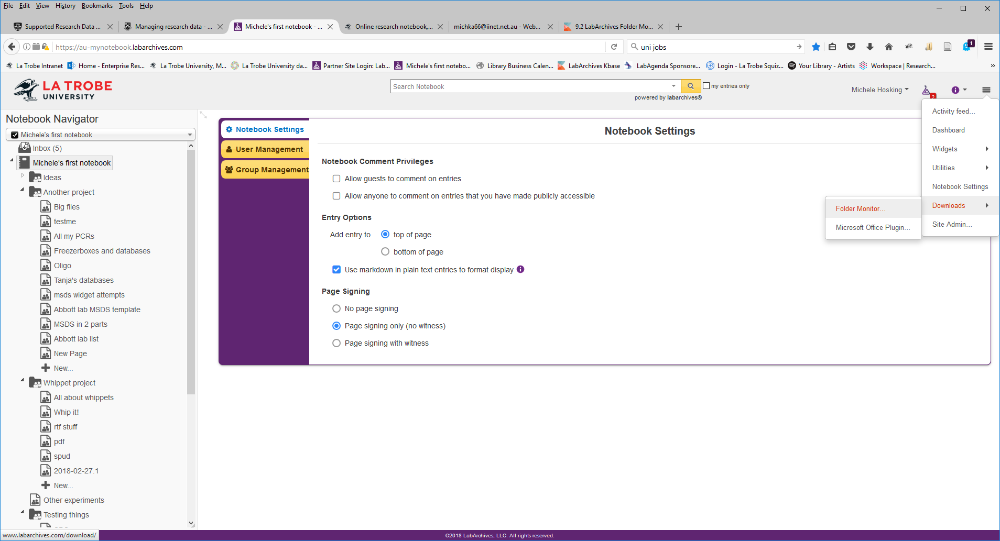 File Edit View History Bookmarks Tools Help
Supported Research Data ...
Managing research data - ...
Michele's first notebook - ...
Online research notebook,...
michka66@iinet.net.au - Web...
9.2 LabArchives Folder Mo...
https://au-mynotebook.labarchives.com
uni jobs
1
La Trobe Intranet
Home - Enterprise Res...
La Trobe University, M...
La Trobe University da...
Partner Site Login: Lab...
Michele's first notebo...
Library Business Calen...
LabArchives Kbase
LabAgenda Sponsore...
Login - La Trobe Squiz...
Your Library - Artists
Workspace | Research...
LA TROBE
UNIVERSITY
Search Notebook
my entries only
powered by labarchives®
Michele Hosking
2
Notebook Navigator
Michele's first notebook
Inbox (5)
Michele's first notebook
Ideas
Another project
Big files
testme
All my PCRs
Freezerboxes and databases
Oligo
Tanja's databases
msds widget attempts
Abbott lab MSDS template
MSDS in 2 parts
Abbott lab list
New Page
New...
Whippet project
All about whippets
Whip it!
rtf stuff
pdf
spud
2018-02-27.1
New...
Other experiments
Testing things
Notebook Settings
User Management
Group Management
Notebook Settings
Notebook Comment Privileges
Allow guests to comment on entries
Allow anyone to comment on entries that you have made publicly accessible
Entry Options
Add entry to
top of page
bottom of page
Use markdown in plain text entries to format display
Page Signing
No page signing
Page signing only (no witness)
Page signing with witness
Activity feed...
Dashboard
Widgets
Utilities
Notebook Settings
Downloads
Site Admin...
Folder Monitor...
Microsoft Office Plugin...
www.labarchives.com/download/
©2018 LabArchives, LLC. All rights reserved.